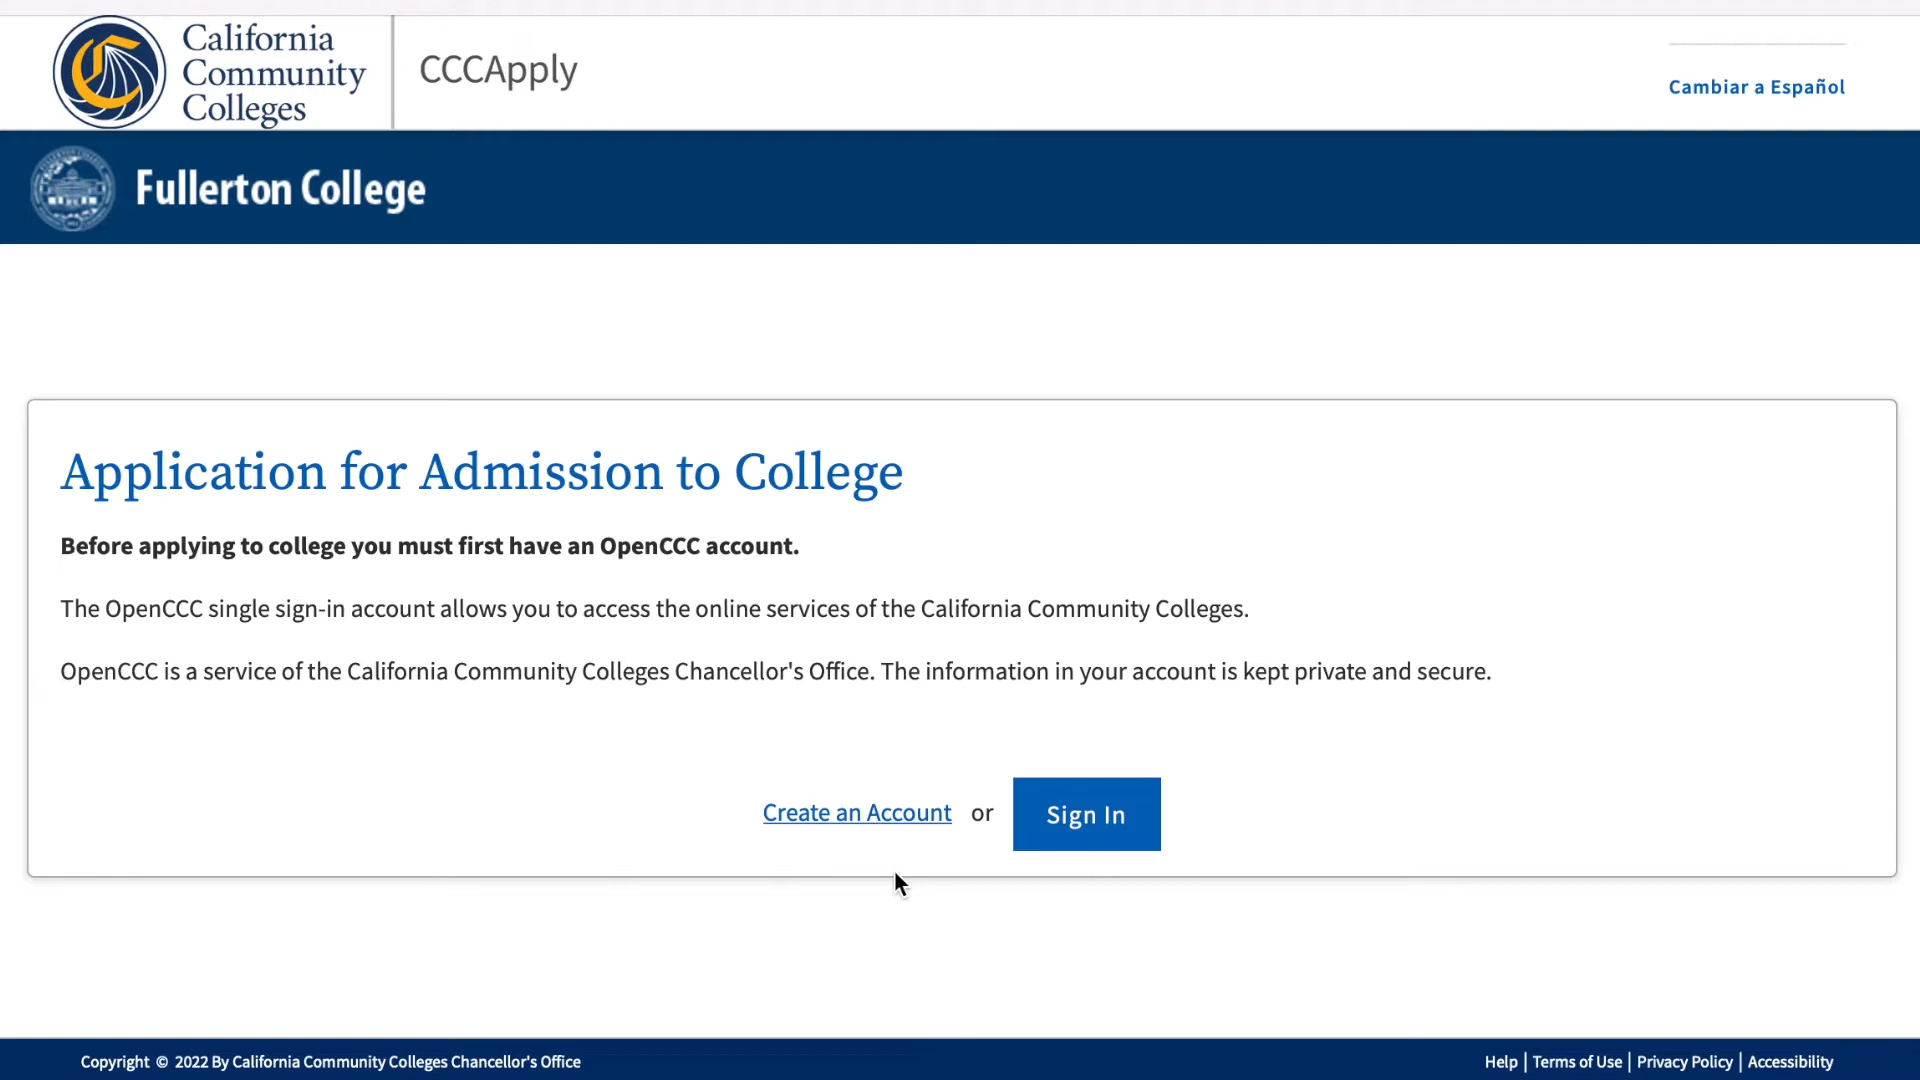 California
Community
Colleges
CCCApply
Cambiar a Español
Fullerton College
Application for Admission to College
Before applying to college you must first have an OpenCCC account.
The OpenCCC single sign-in account allows you to access the online services of the California Community Colleges.
OpenCCC is a service of the California Community Colleges Chancellor's Office. The information in your account is kept private and secure.
Create an Account or Sign In
Copyright © 2022 By California Community Colleges Chancellor's Office
Help | Terms of Use | Privacy Policy | Accessibility